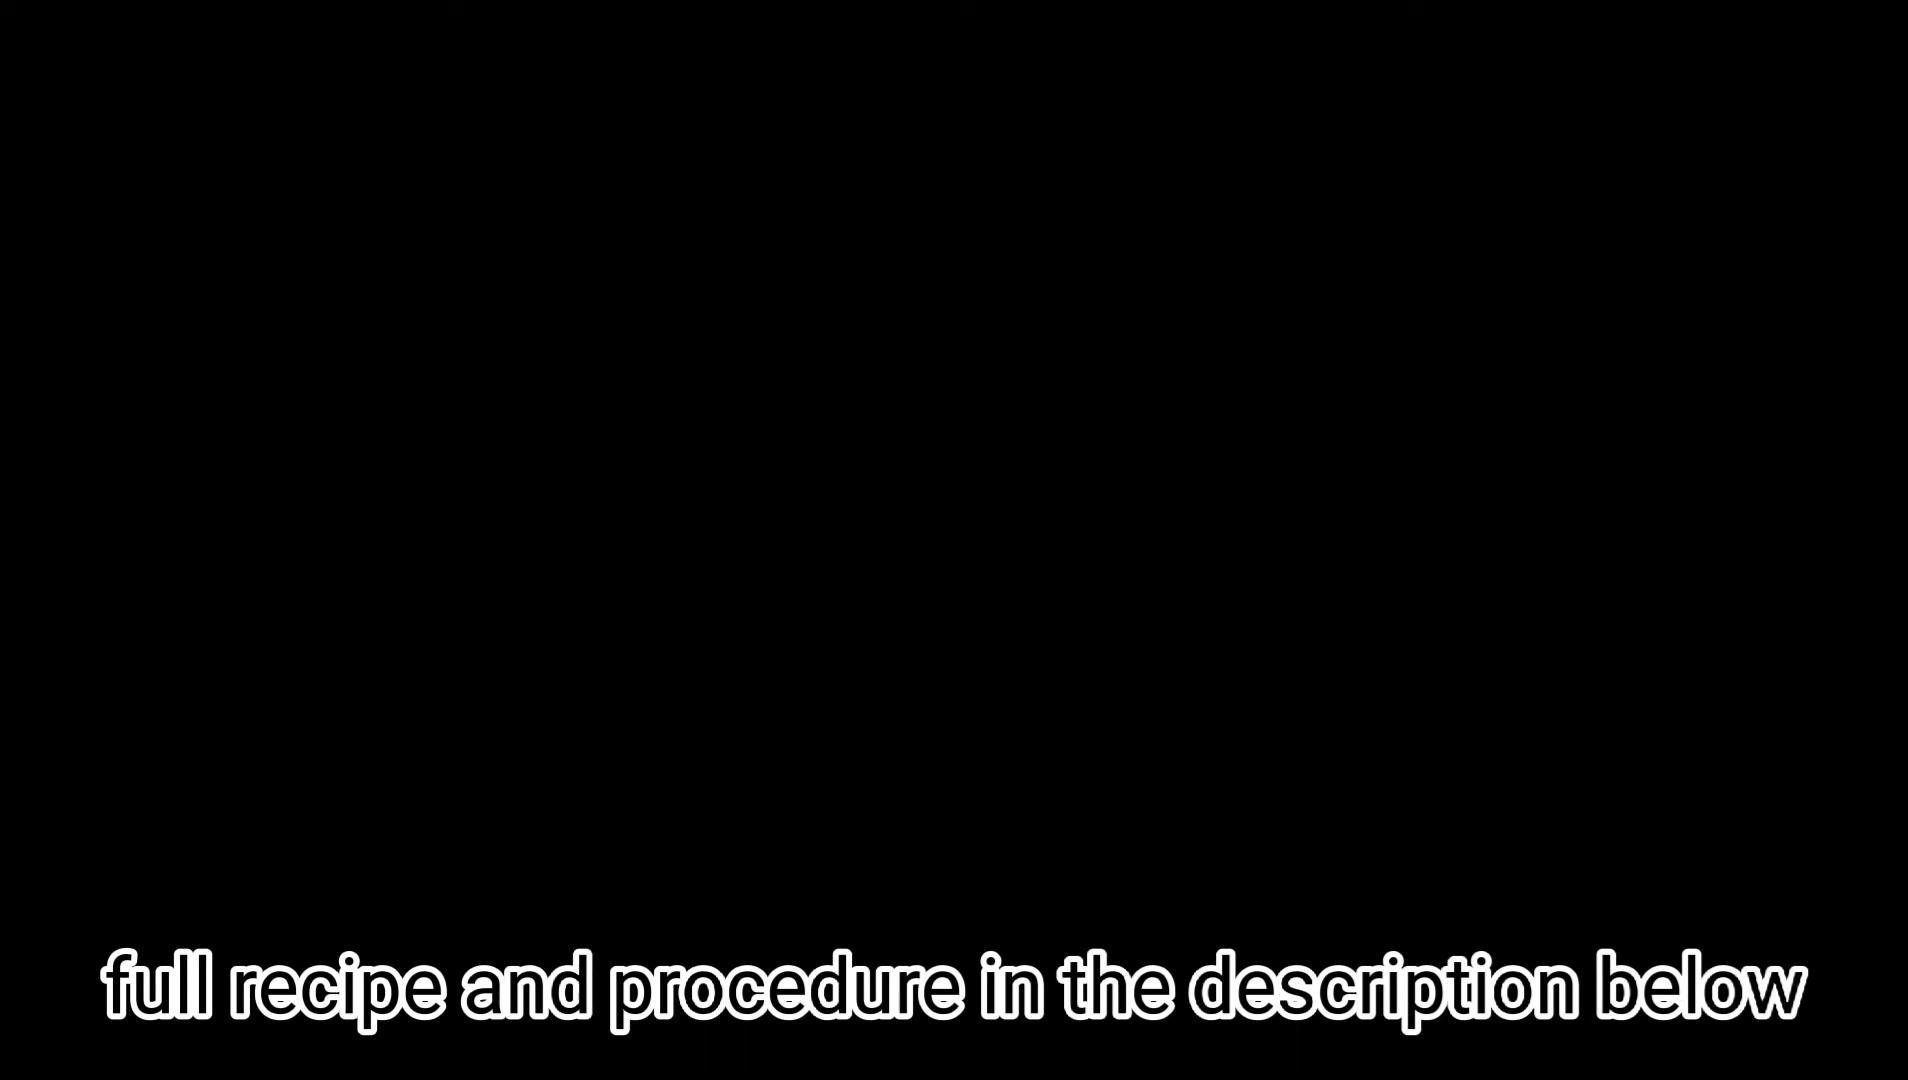 full recipe and procedure in the description below